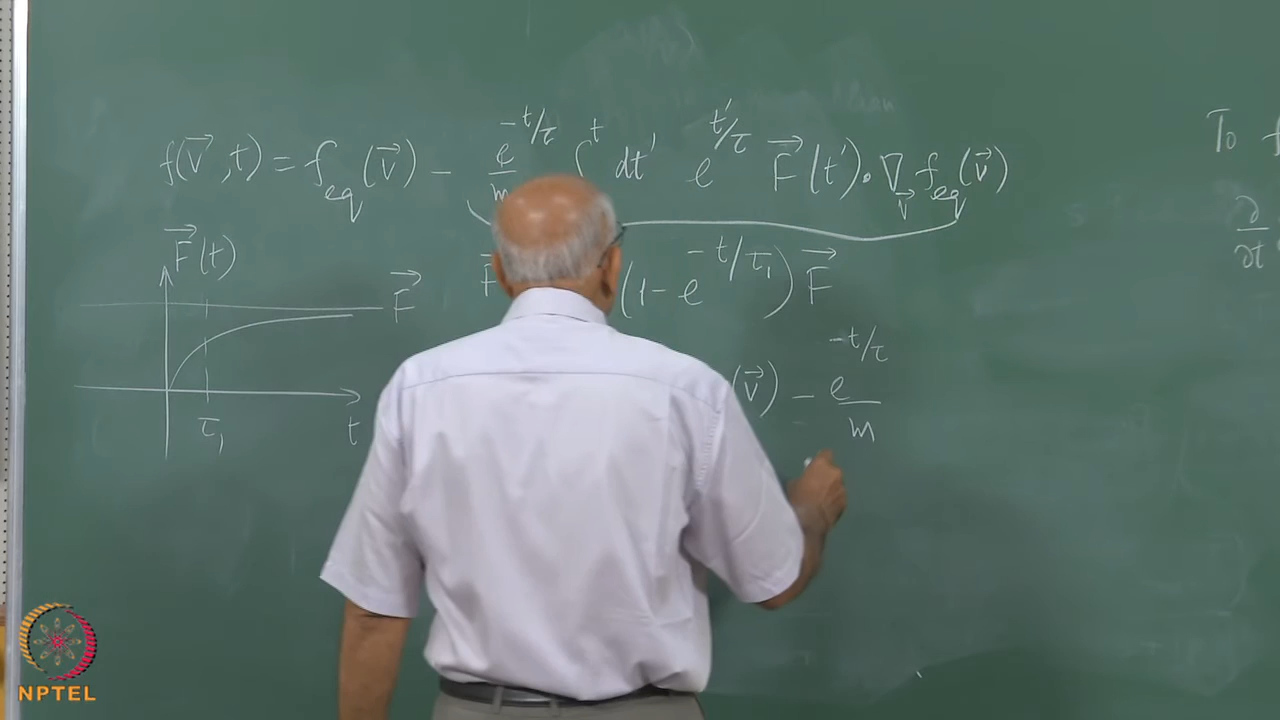 f(v⃗, t) = f_eq(v⃗) − e^{−t/τ}/m ∫^t dt′ e^{t′/τ} F⃗(t′)·∇_v⃗ f_eq(v⃗)
To
∂/∂t
F⃗(t)
F⃗
(1 − e^{−t/τ₁}) F⃗
(v⃗) − e^{−t/τ}/m
τ₁
t
NPTEL